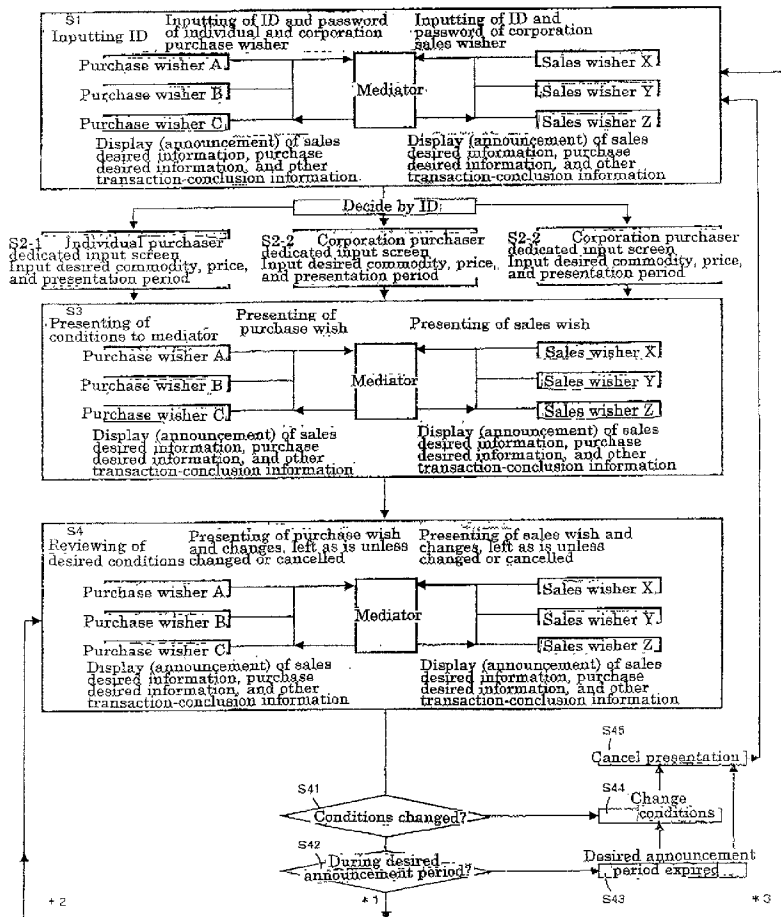 S1
Inputting ID
Inputting of ID and password
of individual and corporation
purchase wisher
Inputting of ID and
password of corporation
sales wisher
Purchase wisher A
Purchase wisher B
Purchase wisher C
Mediator
Sales wisher X
Sales wisher Y
Sales wisher Z
Display (announcement) of sales
desired information, purchase
desired information, and other
transaction-conclusion information
Display (announcement) of sales
desired information, purchase
desired information, and other
transaction-conclusion information
Decide by ID
S2-1 Individual purchaser
dedicated input screen
Input desired commodity, price,
and presentation period
S2-2 Corporation purchaser
dedicated input screen
Input desired commodity, price,
and presentation period
S2-2 Corporation purchaser
dedicated input screen
Input desired commodity, price,
and presentation period
S3
Presenting of
conditions to mediator
Presenting of
purchase wish
Presenting of sales wish
Purchase wisher A
Purchase wisher B
Purchase wisher C
Mediator
Sales wisher X
Sales wisher Y
Sales wisher Z
Display (announcement) of sales
desired information, purchase
desired information, and other
transaction-conclusion information
Display (announcement) of sales
desired information, purchase
desired information, and other
transaction-conclusion information
S4
Reviewing of
desired conditions
Presenting of purchase wish
and changes, left as is unless
changed or cancelled
Presenting of sales wish and
changes, left as is unless
changed or cancelled
Purchase wisher A
Purchase wisher B
Purchase wisher C
Mediator
Sales wisher X
Sales wisher Y
Sales wisher Z
Display (announcement) of sales
desired information, purchase
desired information, and other
transaction-conclusion information
Display (announcement) of sales
desired information, purchase
desired information, and other
transaction-conclusion information
S45
Cancel presentation
S41
Conditions changed?
S44
Change
conditions
S42
During desired
announcement period?
Desired announcement
period expired
S43
*2
*1
*3